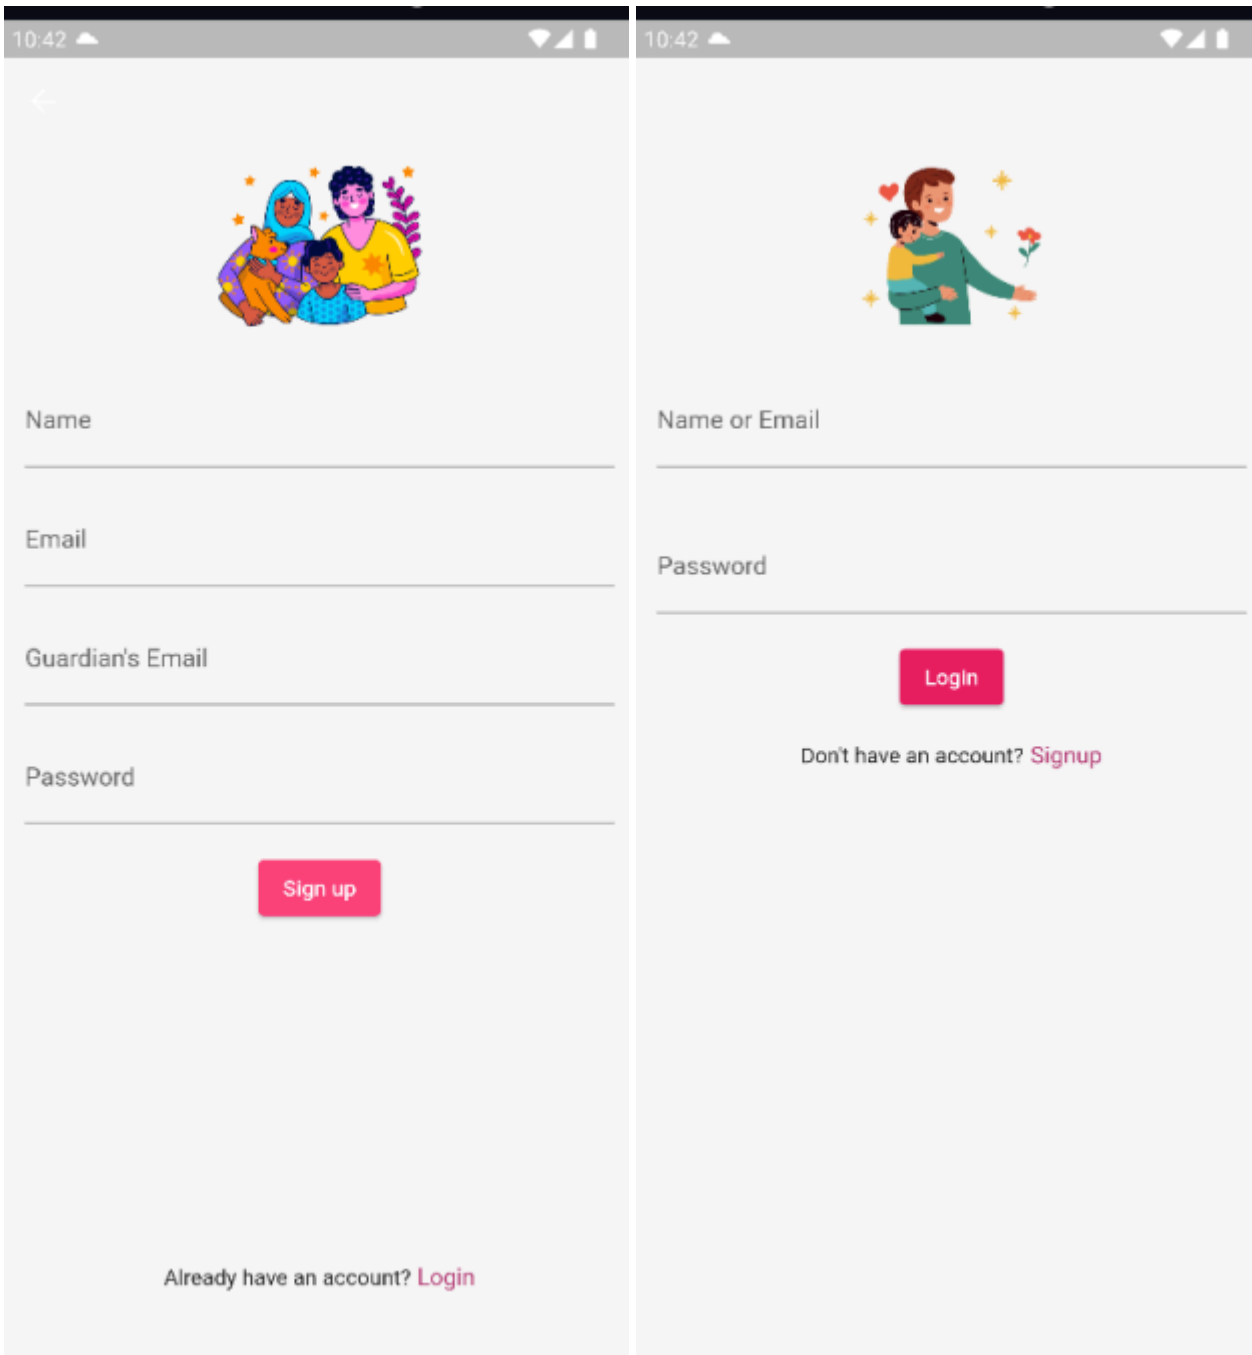 10:42
Name
Email
Guardian's Email
Password
Sign up
Already have an account? Login
10:42
Name or Email
Password
Login
Don't have an account? Signup